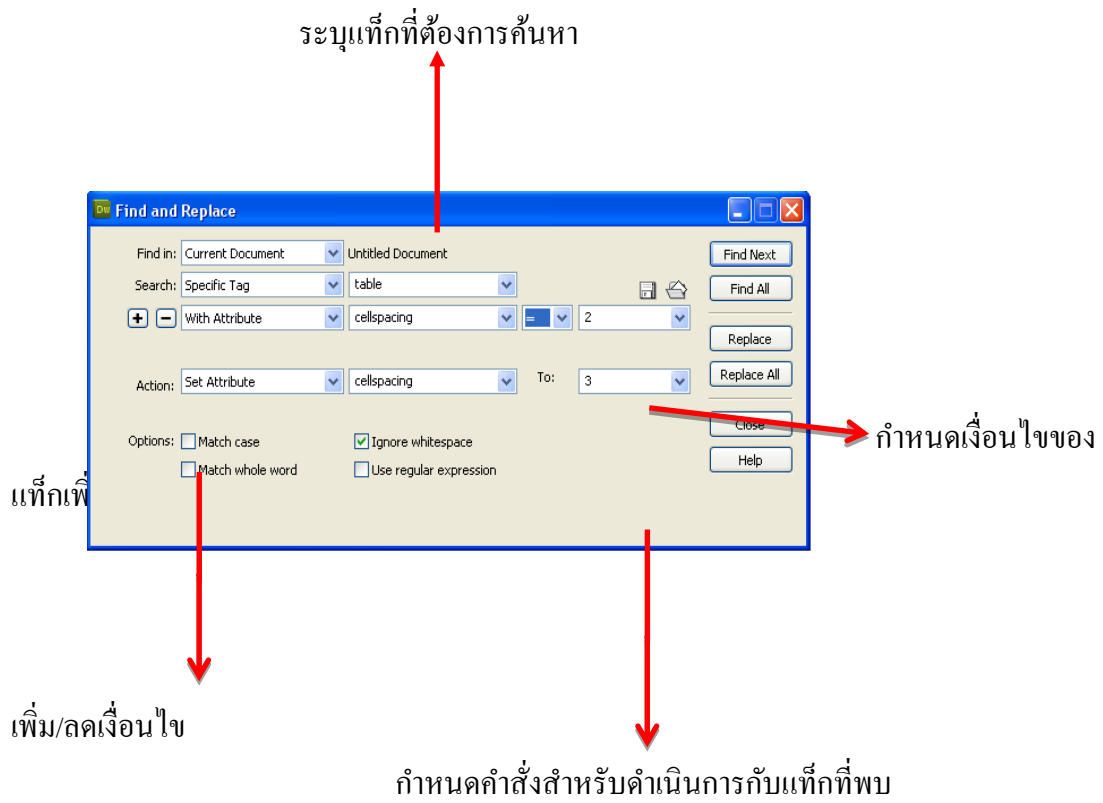 ระบุแท็กที่ต้องการค้นหา
Dw Find and Replace
Find in: Current Document Untitled Document Find Next
Search: Specific Tag table Find All
+ − With Attribute cellspacing = 2
Replace
Action: Set Attribute cellspacing To: 3 Replace All
Close
Options: Match case Ignore whitespace
กำหนดเงื่อนไขของ
Match whole word Use regular expression Help
แท็กเพิ่
เพิ่ม/ลดเงื่อนไข
กำหนดคำสั่งสำหรับดำเนินการกับแท็กที่พบ